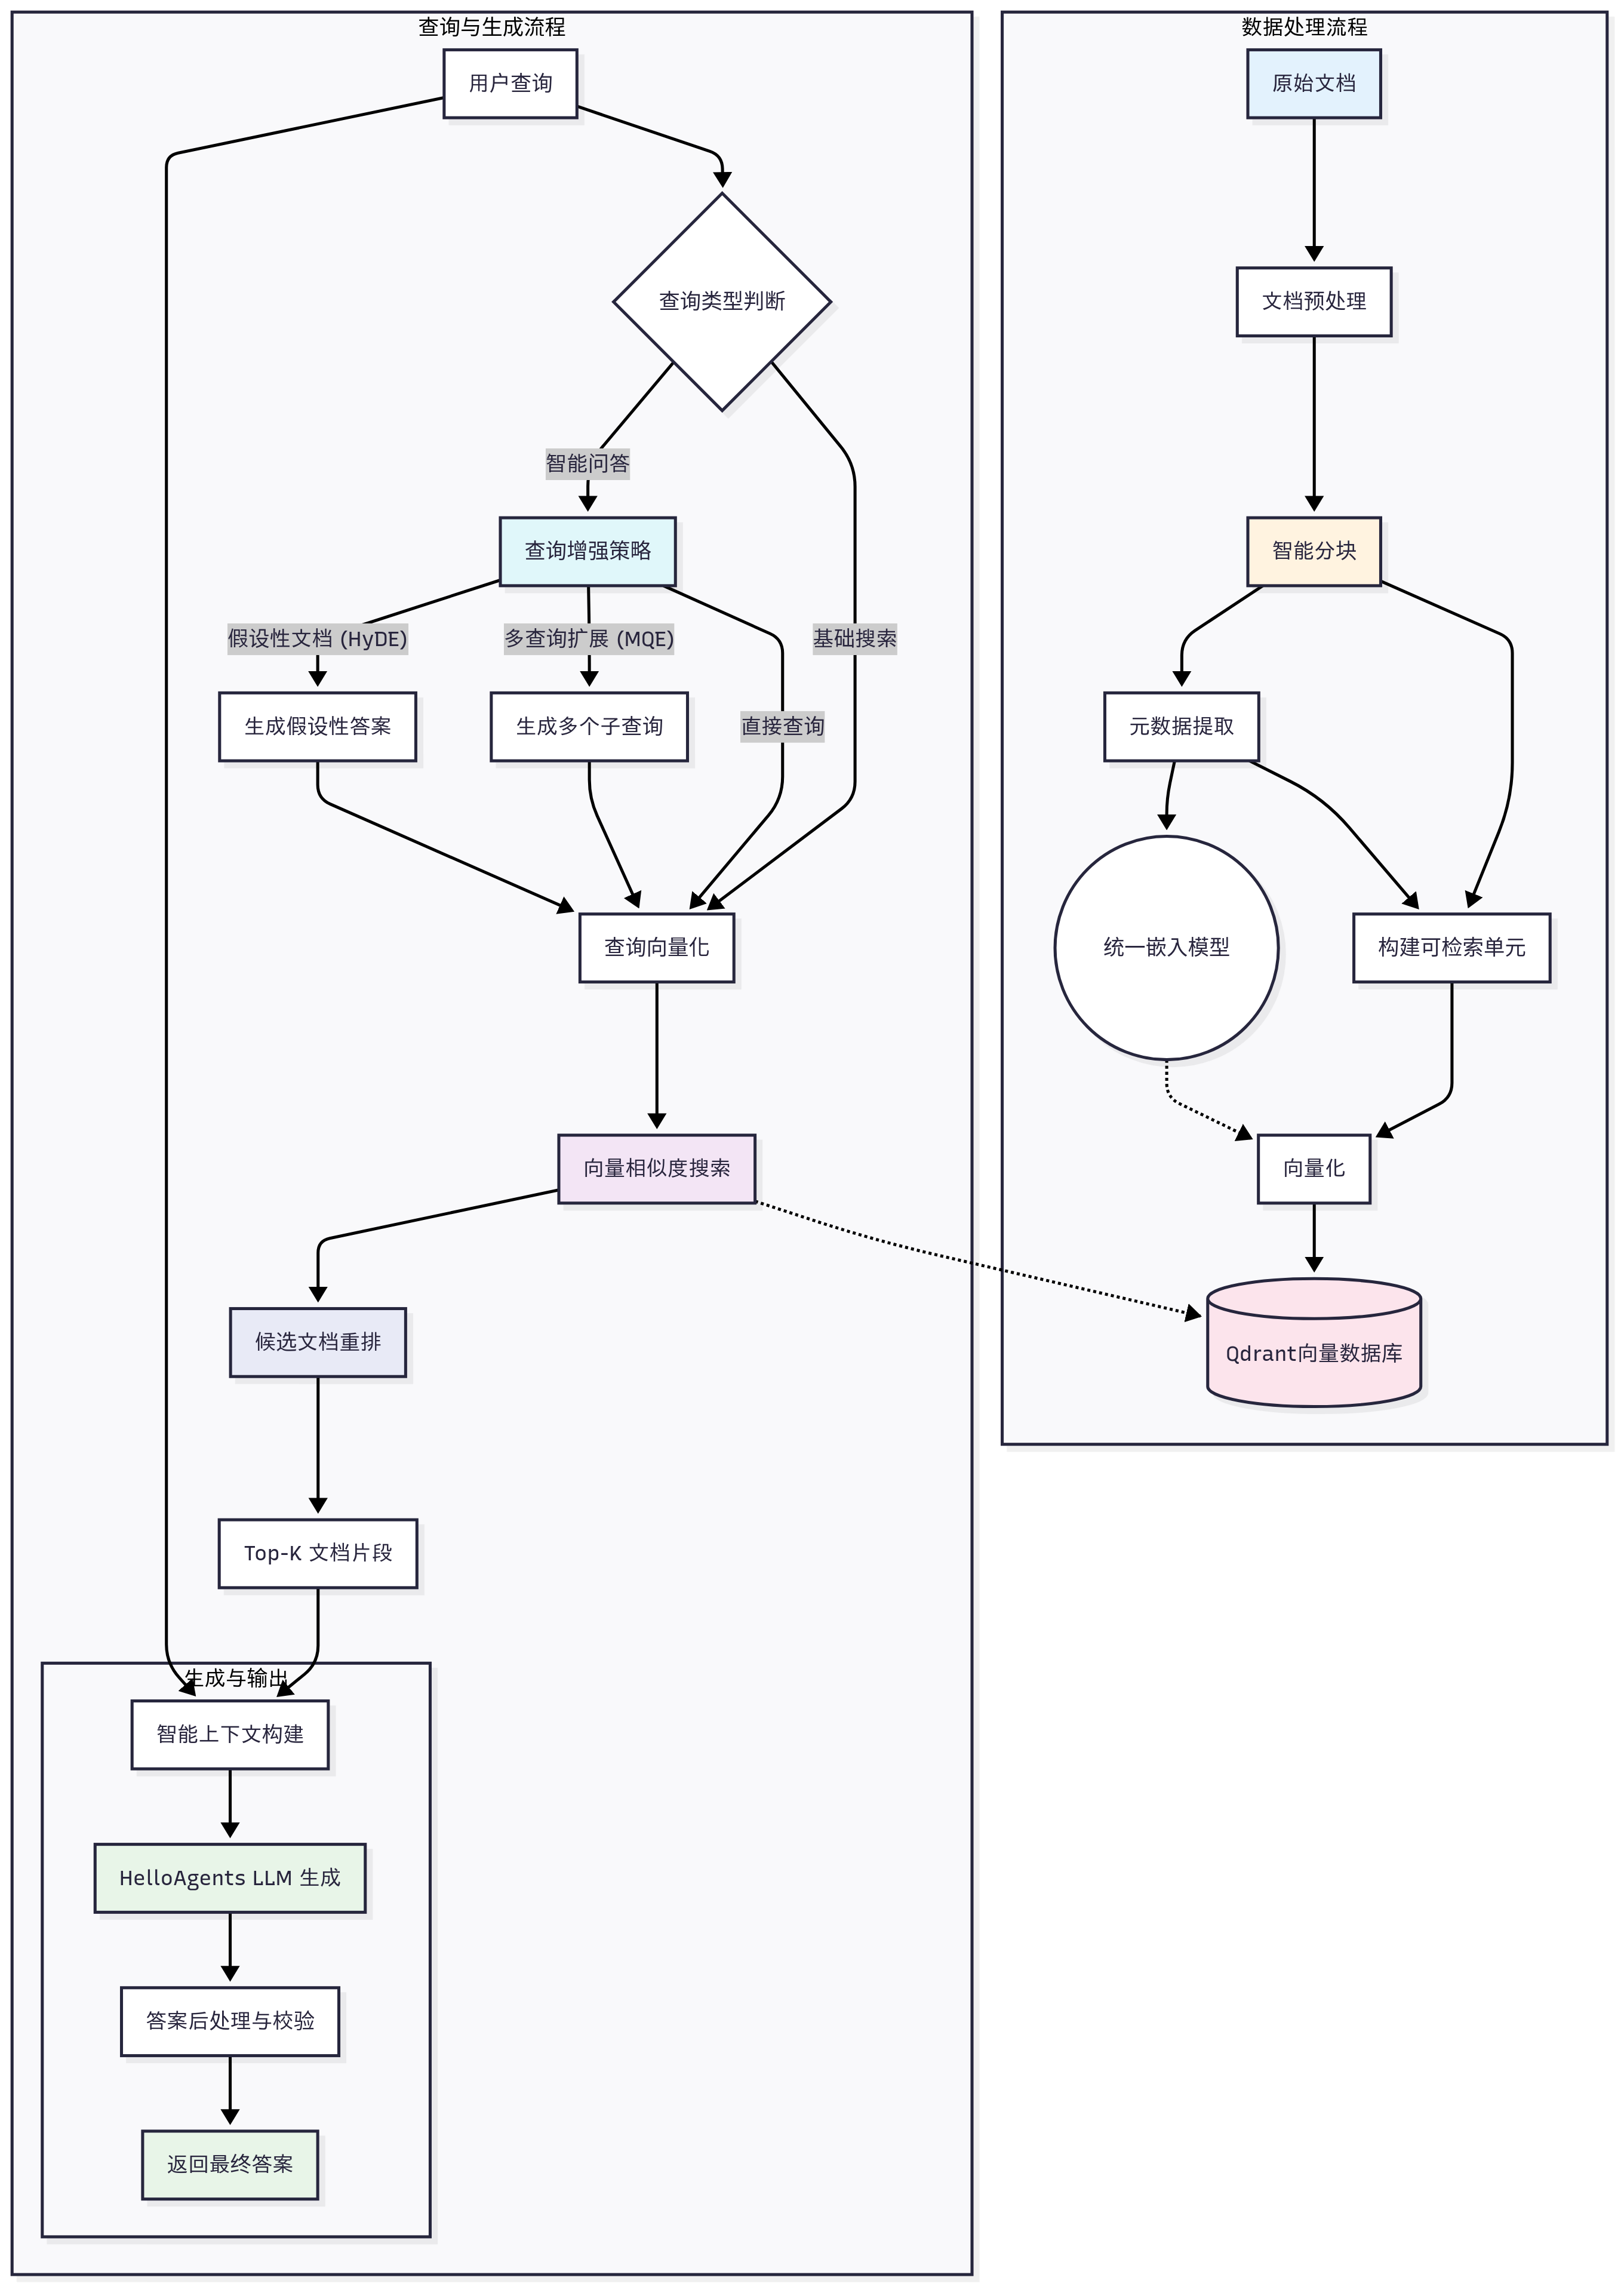 查询与生成流程
用户查询
查询类型判断
智能问答
查询增强策略
假设性文档 (HyDE)
多查询扩展 (MQE)
基础搜索
生成假设性答案
生成多个子查询
直接查询
查询向量化
向量相似度搜索
候选文档重排
Top-K 文档片段
生成与输出
智能上下文构建
HelloAgents LLM 生成
答案后处理与校验
返回最终答案
数据处理流程
原始文档
文档预处理
智能分块
元数据提取
统一嵌入模型
构建可检索单元
向量化
Qdrant向量数据库